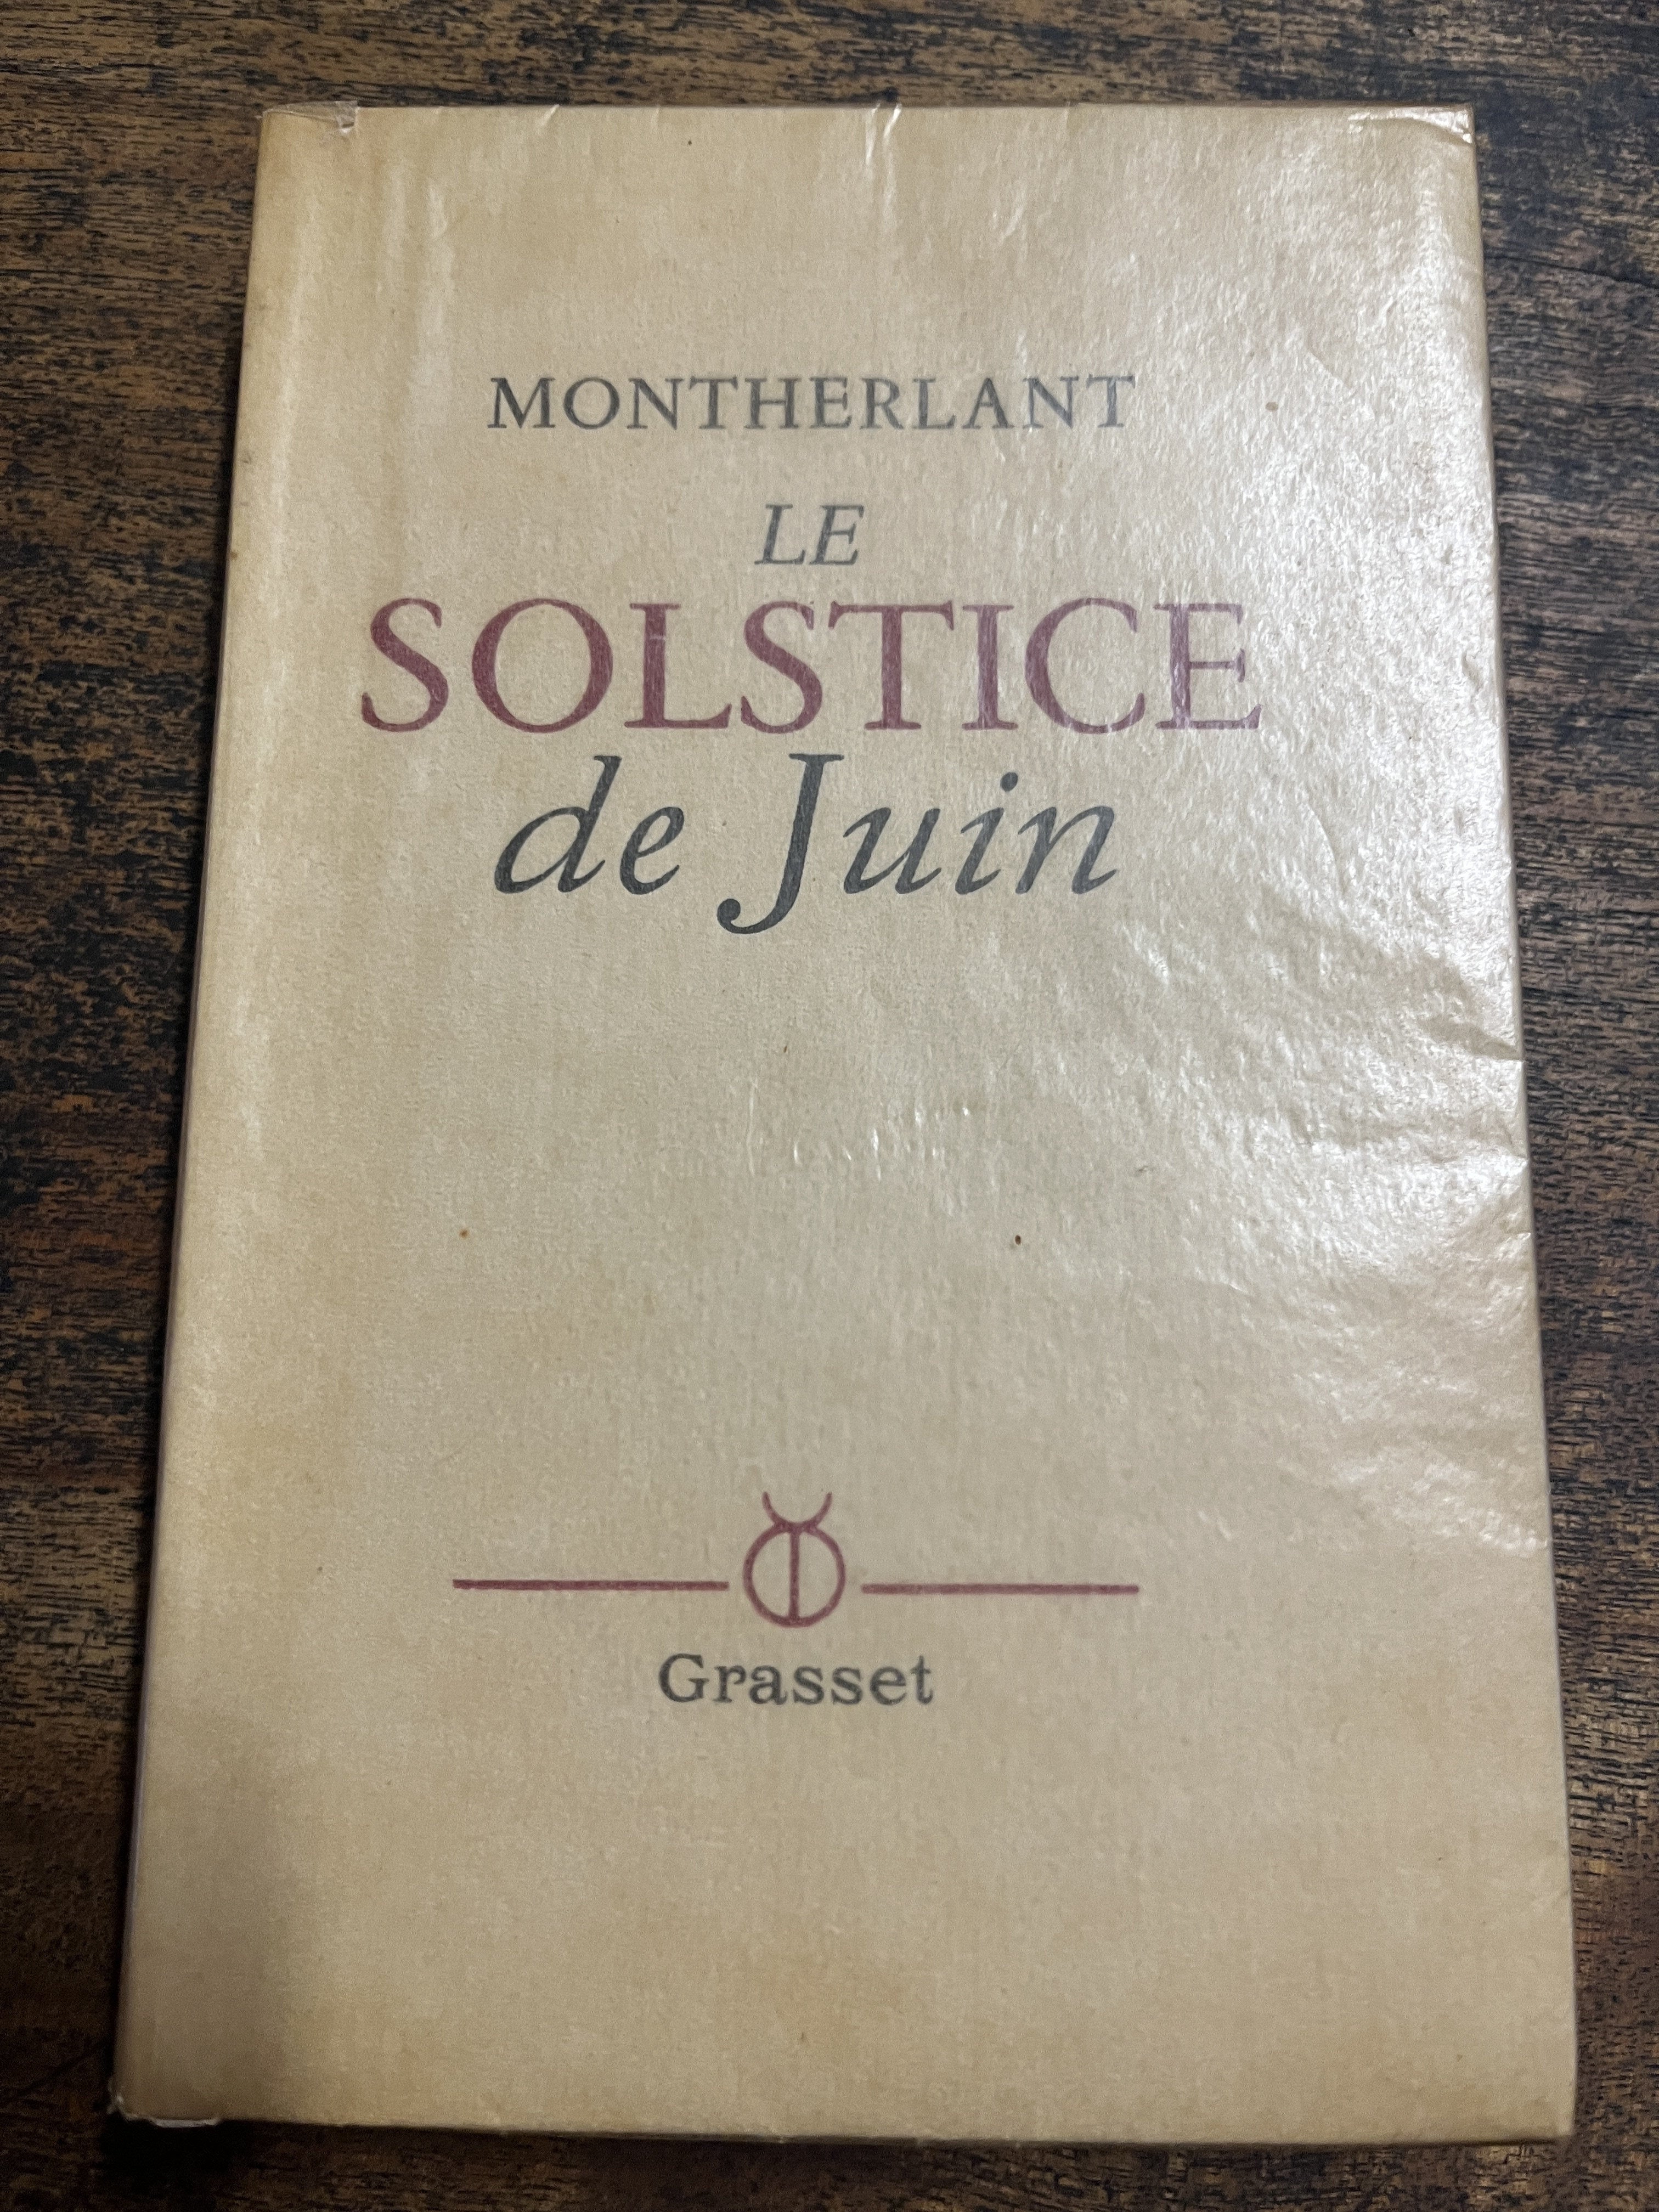 MONTHERLANT
LE
SOLSTICE
de Juin
Grasset